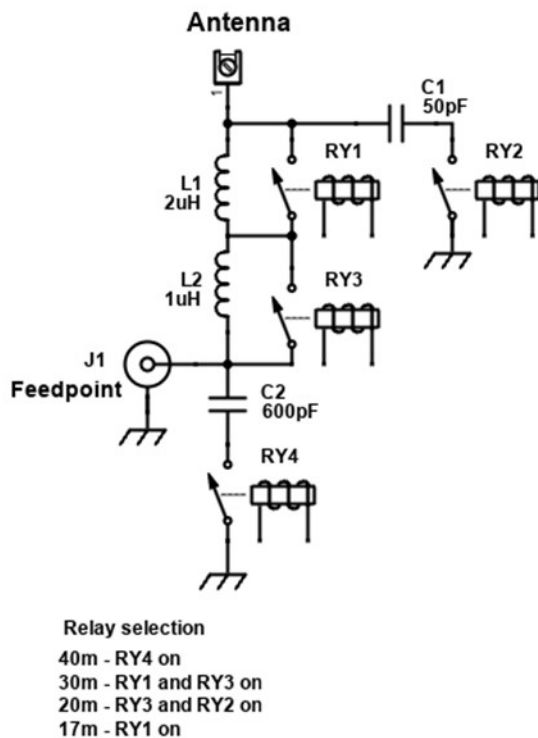 Antenna
1
C1
50pF
L1
2uH
RY1
RY2
L2
1uH
RY3
J1
Feedpoint
C2
600pF
RY4
Relay selection
40m - RY4 on
30m - RY1 and RY3 on
20m - RY3 and RY2 on
17m - RY1 on